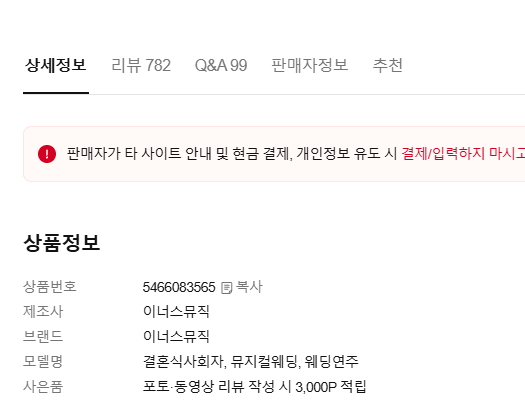 상세정보 리뷰 782 Q&A 99 판매자정보 추천
판매자가 타 사이트 안내 및 현금 결제, 개인정보 유도 시 결제/입력하지 마시고
상품정보
상품번호 5466083565 복사
제조사 이너스뮤직
브랜드 이너스뮤직
모델명 결혼식사회자, 뮤지컬웨딩, 웨딩연주
사은품 포토·동영상 리뷰 작성 시 3,000P 적립